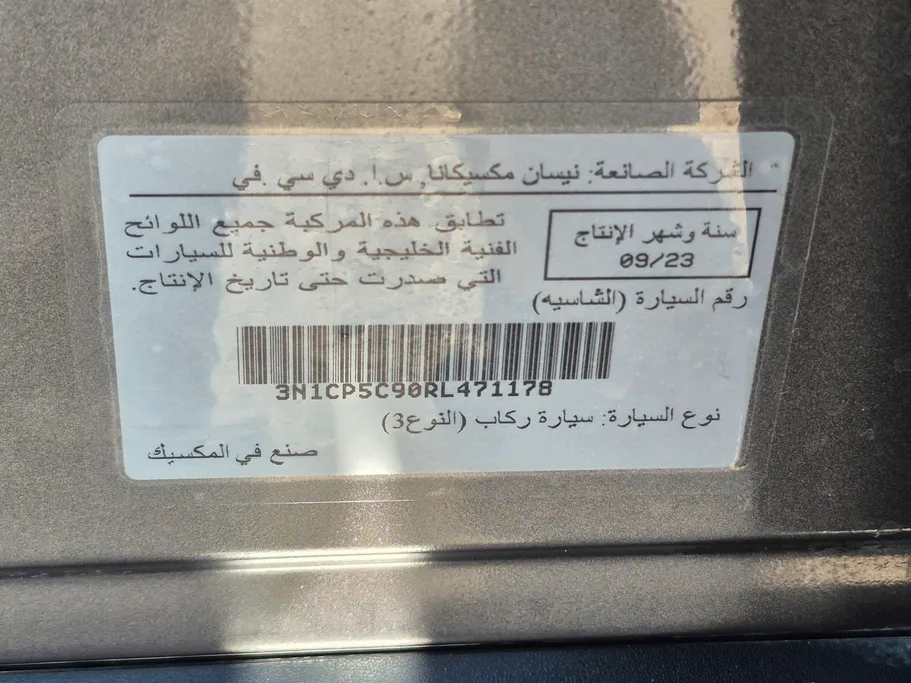 الشركة الصانعة: نيسان مكسيكانا, س.ا. دي سي .في
سنة وشهر الإنتاج
09/23
تطابق هذه المركبة جميع اللوائح
الفنية الخليجية والوطنية للسيارات
التي صدرت حتى تاريخ الإنتاج.
رقم السيارة (الشاسيه)
3N1CP5C90RL471178
نوع السيارة: سيارة ركاب (النوع3)
صنع في المكسيك